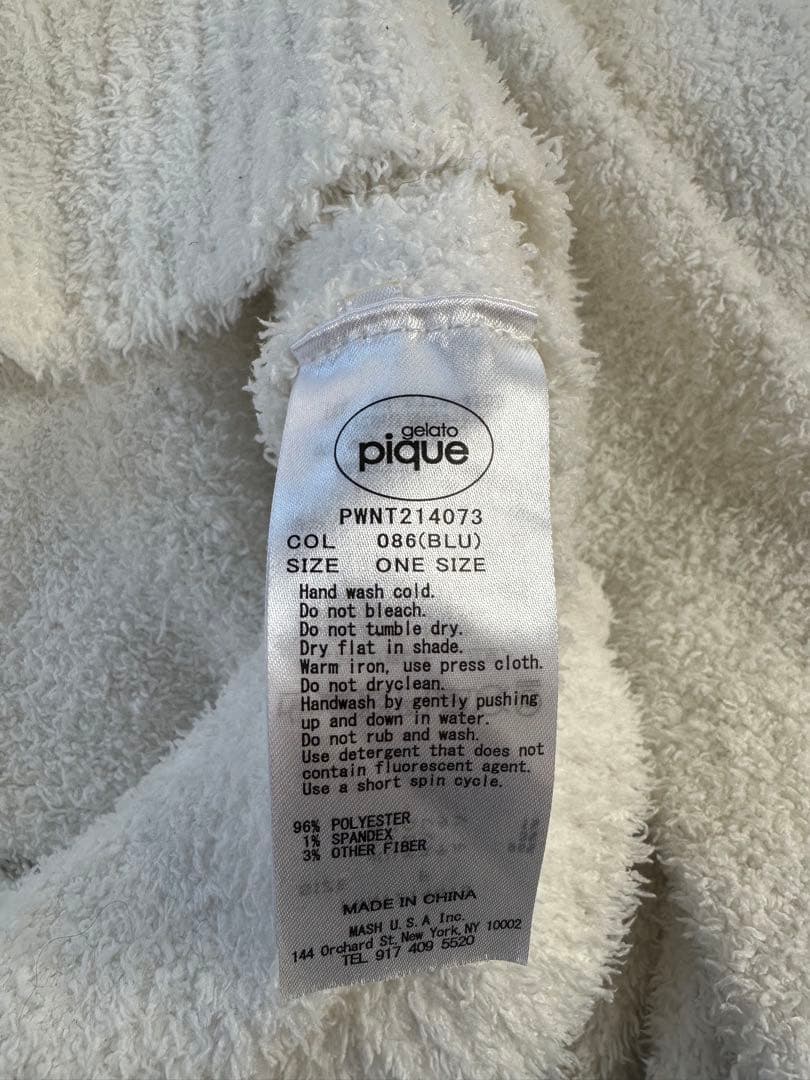 gelato
pique
PWNT214073
COL 086(BLU)
SIZE ONE SIZE
Hand wash cold.
Do not bleach.
Do not tumble dry.
Dry flat in shade.
Warm iron, use press cloth.
Do not dryclean.
Handwash by gently pushing
up and down in water.
Do not rub and wash.
Use detergent that does not
contain fluorescent agent.
Use a short spin cycle.
96% POLYESTER
1% SPANDEX
3% OTHER FIBER
MADE IN CHINA
MASH U.S.A Inc.
144 Orchard St, New York, NY 10002
TEL 917 409 5520